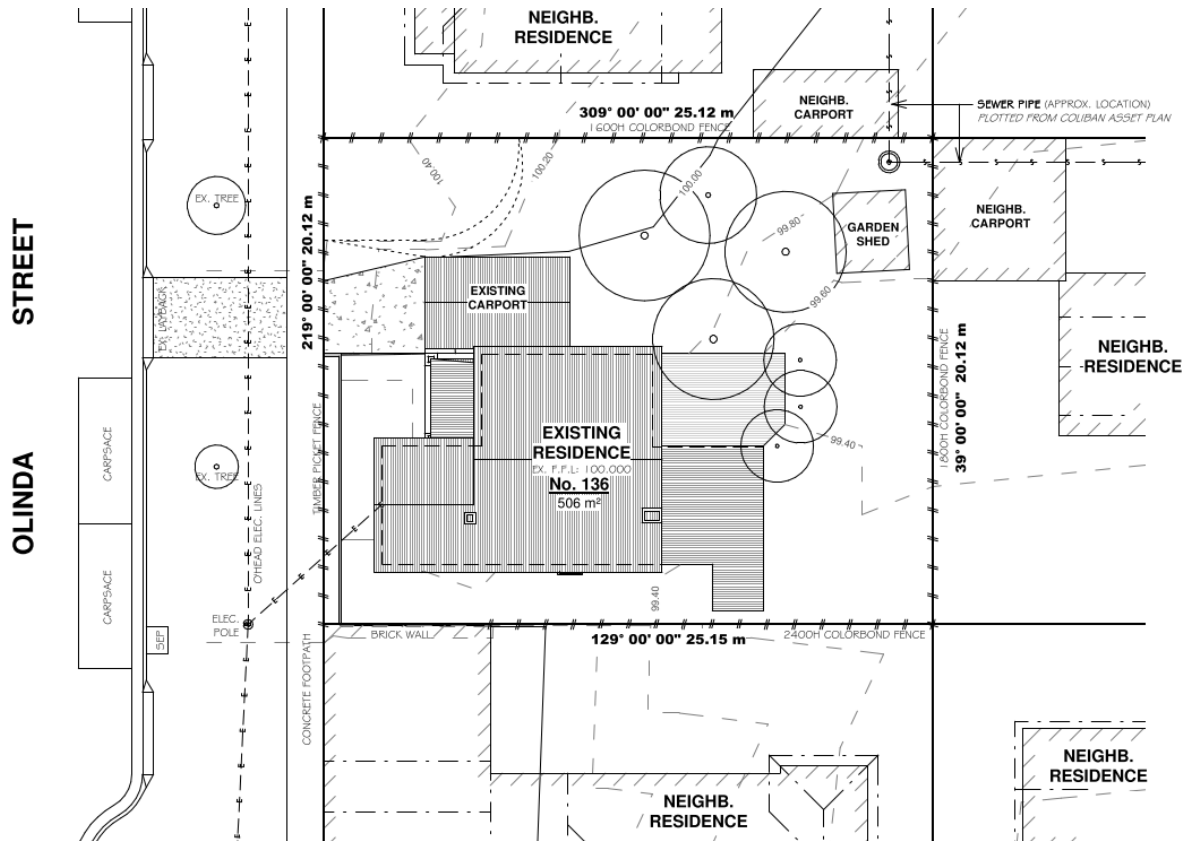 NEIGHB.
RESIDENCE
NEIGHB.
CARPORT
SEWER PIPE (APPROX. LOCATION)
PLOTTED FROM COLIBAN ASSET PLAN
309° 00' 00" 25.12 m
1600H COLORBOND FENCE
100.40
100.20
100.00
99.80
99.60
EX. TREE
219° 00' 00" 20.12 m
GARDEN
SHED
NEIGHB.
CARPORT
STREET
EX. LAYBACK
EXISTING
CARPORT
NEIGHB.
RESIDENCE
1800H COLORBOND FENCE
39° 00' 00" 20.12 m
CARPSACE
TIMBER PICKET FENCE
EXISTING
RESIDENCE
EX. F.F.L: 100.000
No. 136
506 m²
99.40
EX. TREE
OLINDA
O'HEAD ELEC. LINES
CARPSACE
99.40
ELEC.
POLE
SEP
BRICK WALL
129° 00' 00" 25.15 m
2400H COLORBOND FENCE
CONCRETE FOOTPATH
NEIGHB.
RESIDENCE
NEIGHB.
RESIDENCE